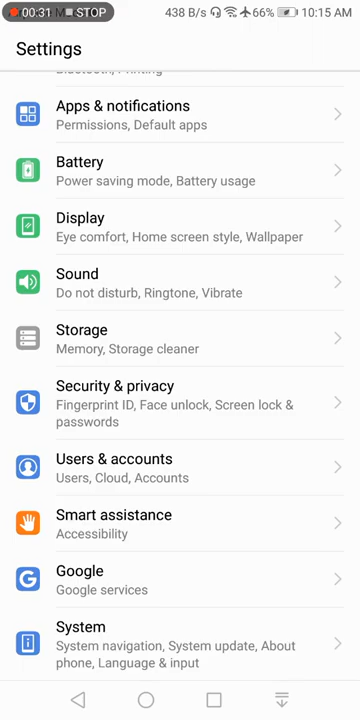 00:31 STOP 438 B/s 66% 10:15 AM
Settings
Bluetooth, Printing
Apps & notifications
Permissions, Default apps
Battery
Power saving mode, Battery usage
Display
Eye comfort, Home screen style, Wallpaper
Sound
Do not disturb, Ringtone, Vibrate
Storage
Memory, Storage cleaner
Security & privacy
Fingerprint ID, Face unlock, Screen lock &
passwords
Users & accounts
Users, Cloud, Accounts
Smart assistance
Accessibility
Google
Google services
System
System navigation, System update, About
phone, Language & input